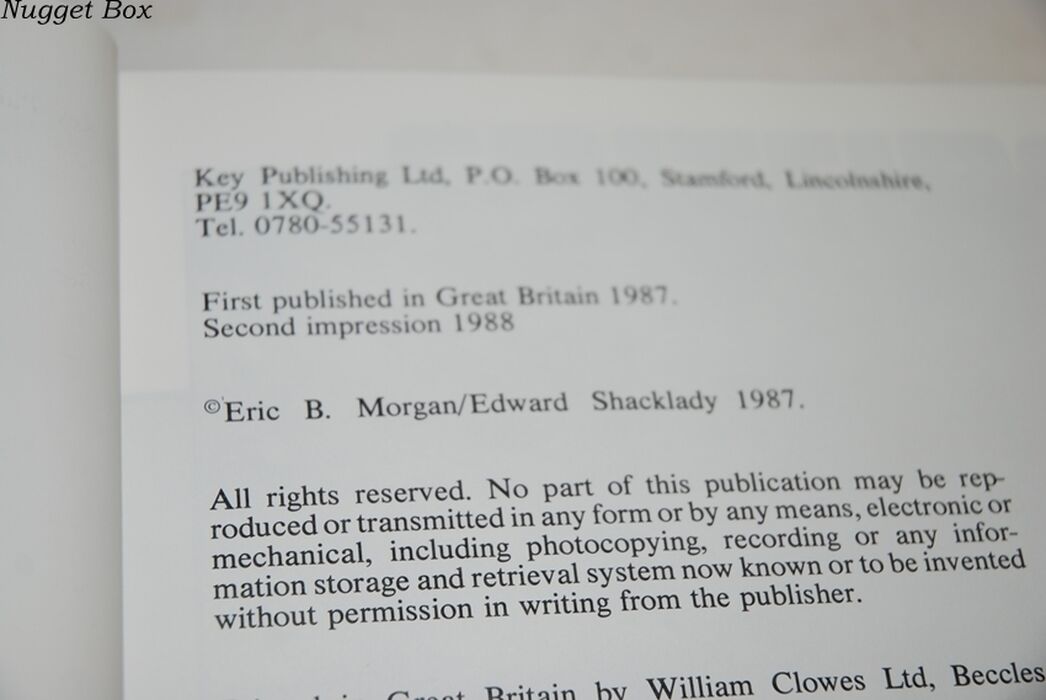 Nugget Box
Key Publishing Ltd, P.O. Box 100, Stamford, Lincolnshire,
PE9 1XQ.
Tel. 0780-55131.
First published in Great Britain 1987.
Second impression 1988
©Eric B. Morgan/Edward Shacklady 1987.
All rights reserved. No part of this publication may be rep-
roduced or transmitted in any form or by any means, electronic or
mechanical, including photocopying, recording or any infor-
mation storage and retrieval system now known or to be invented
without permission in writing from the publisher.
in Great Britain by William Clowes Ltd, Beccles